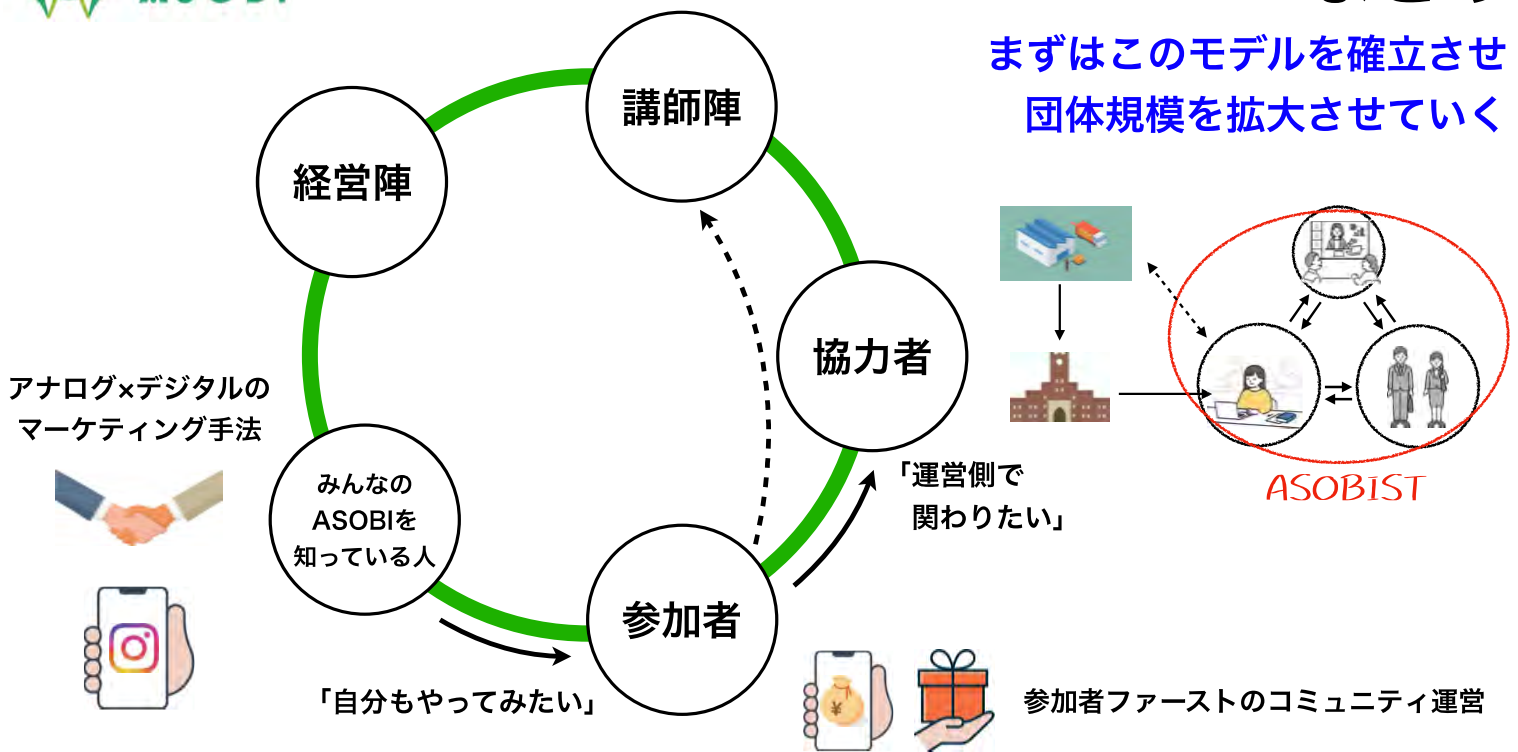 まずはこのモデルを確立させ
団体規模を拡大させていく
講師陣
経営陣
協力者
アナログ×デジタルの
マーケティング手法
みんなの
ASOBIを
知っている人
「運営側で
関わりたい」
ASOBIST
参加者
「自分もやってみたい」
¥
参加者ファーストのコミュニティ運営